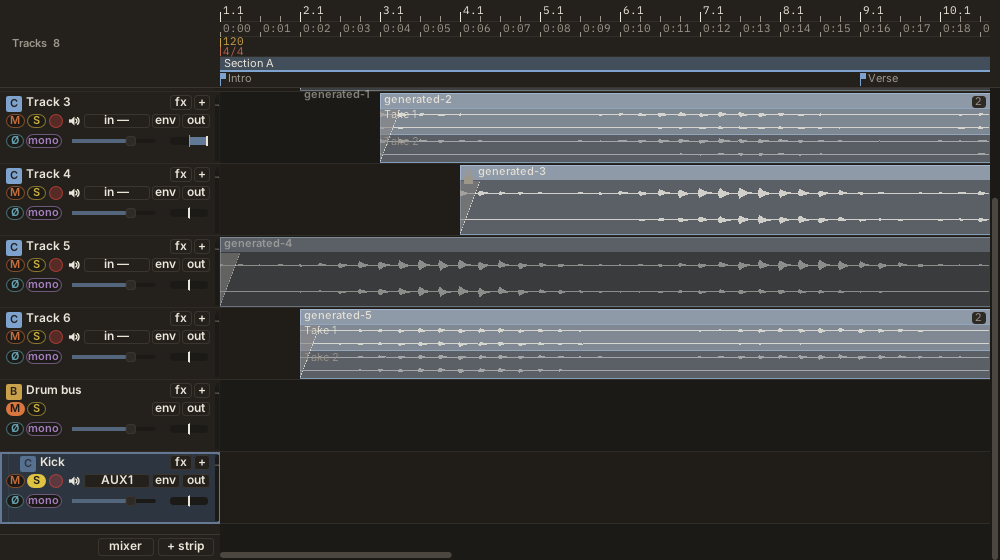 1.1 2.1 3.1 4.1 5.1 6.1 7.1 8.1 9.1 10.1
0:00 0:01 0:02 0:03 0:04 0:05 0:06 0:07 0:08 0:09 0:10 0:11 0:12 0:13 0:14 0:15 0:16 0:17 0:18 0
Tracks 8
120
4/4
Section A
Intro Verse
generated-1
C Track 3 fx +
M S in — env out
Ø mono
generated-2 2
Take 1
Take 2
C Track 4 fx +
M S in — env out
Ø mono
generated-3
C Track 5 fx +
M S in — env out
Ø mono
generated-4
C Track 6 fx +
M S in — env out
Ø mono
generated-5 2
Take 1
Take 2
B Drum bus fx +
M S env out
Ø mono
C Kick fx +
M S AUX1 env out
Ø mono
mixer + strip